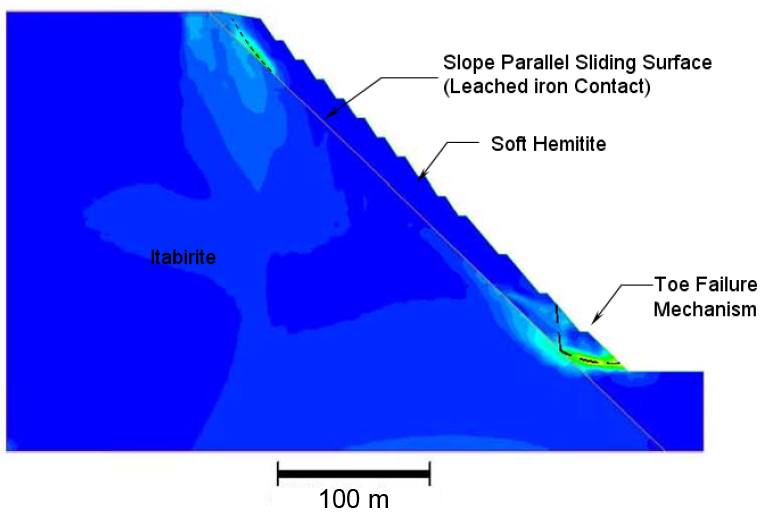 Slope Parallel Sliding Surface
(Leached iron Contact)
Soft Hemitite
Itabirite
Toe Failure
Mechanism
100 m